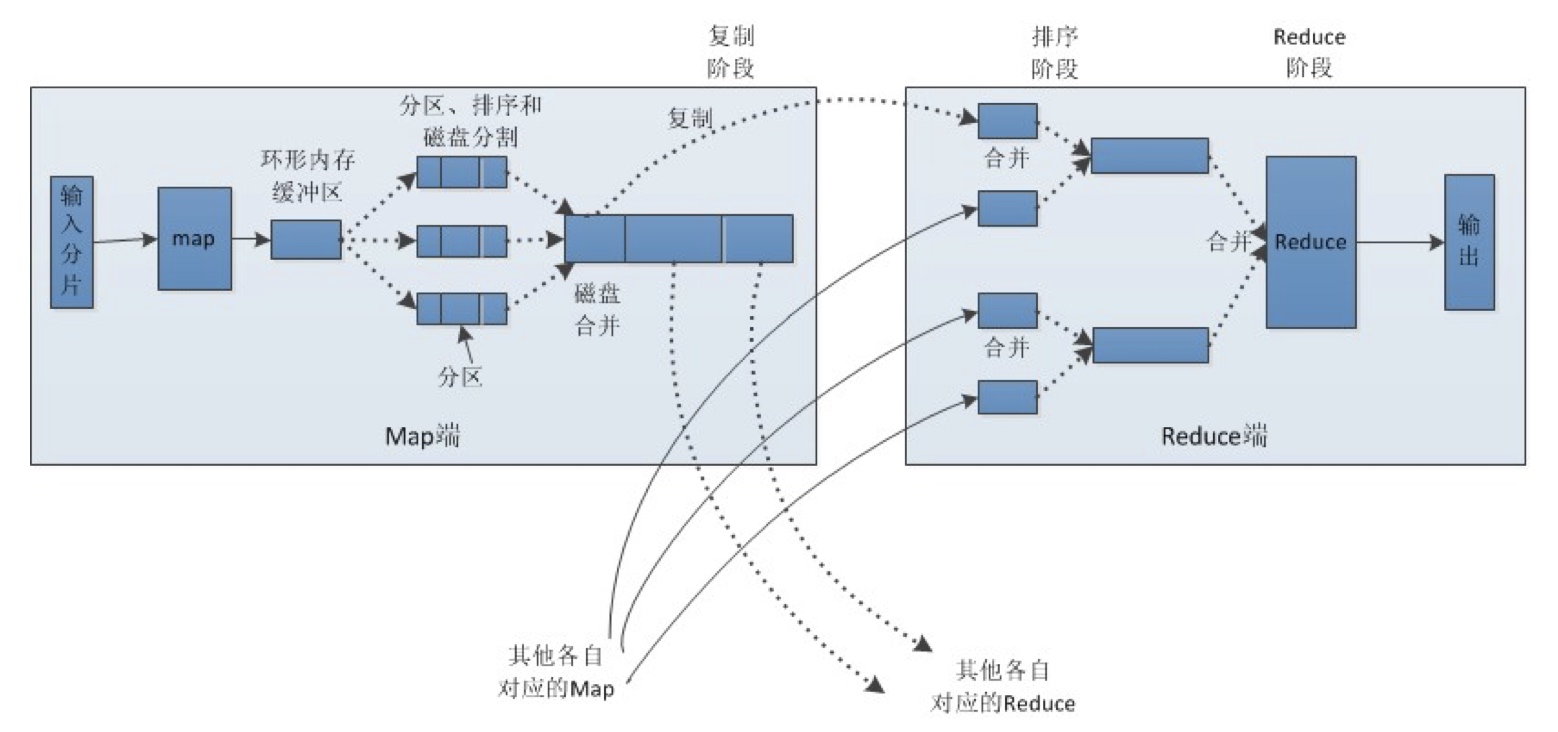 复制
阶段
排序
阶段
Reduce
阶段
分区、排序和
磁盘分割
复制
环形内存
缓冲区
输
入
分
片
map
磁盘
合并
分区
Map端
合并
合并
合并
Reduce
输
出
Reduce端
其他各自
对应的Map
其他各自
对应的Reduce